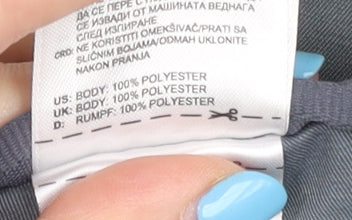 ДА СЕ ПЕРЕ С
СЕ ИЗВАДИ ОТ МАШИНАТА ВЕДНАГА
СЛЕД ИЗПИРАНЕ
CRO: NE KORISTITI OMEKŠIVAČ/PRATI SA
SLIČNIM BOJAMA/ODMAH UKLONITE
NAKON PRANJA
US: BODY: 100% POLYESTER
UK: BODY: 100% POLYESTER
D: RUMPF: 100% POLYESTER